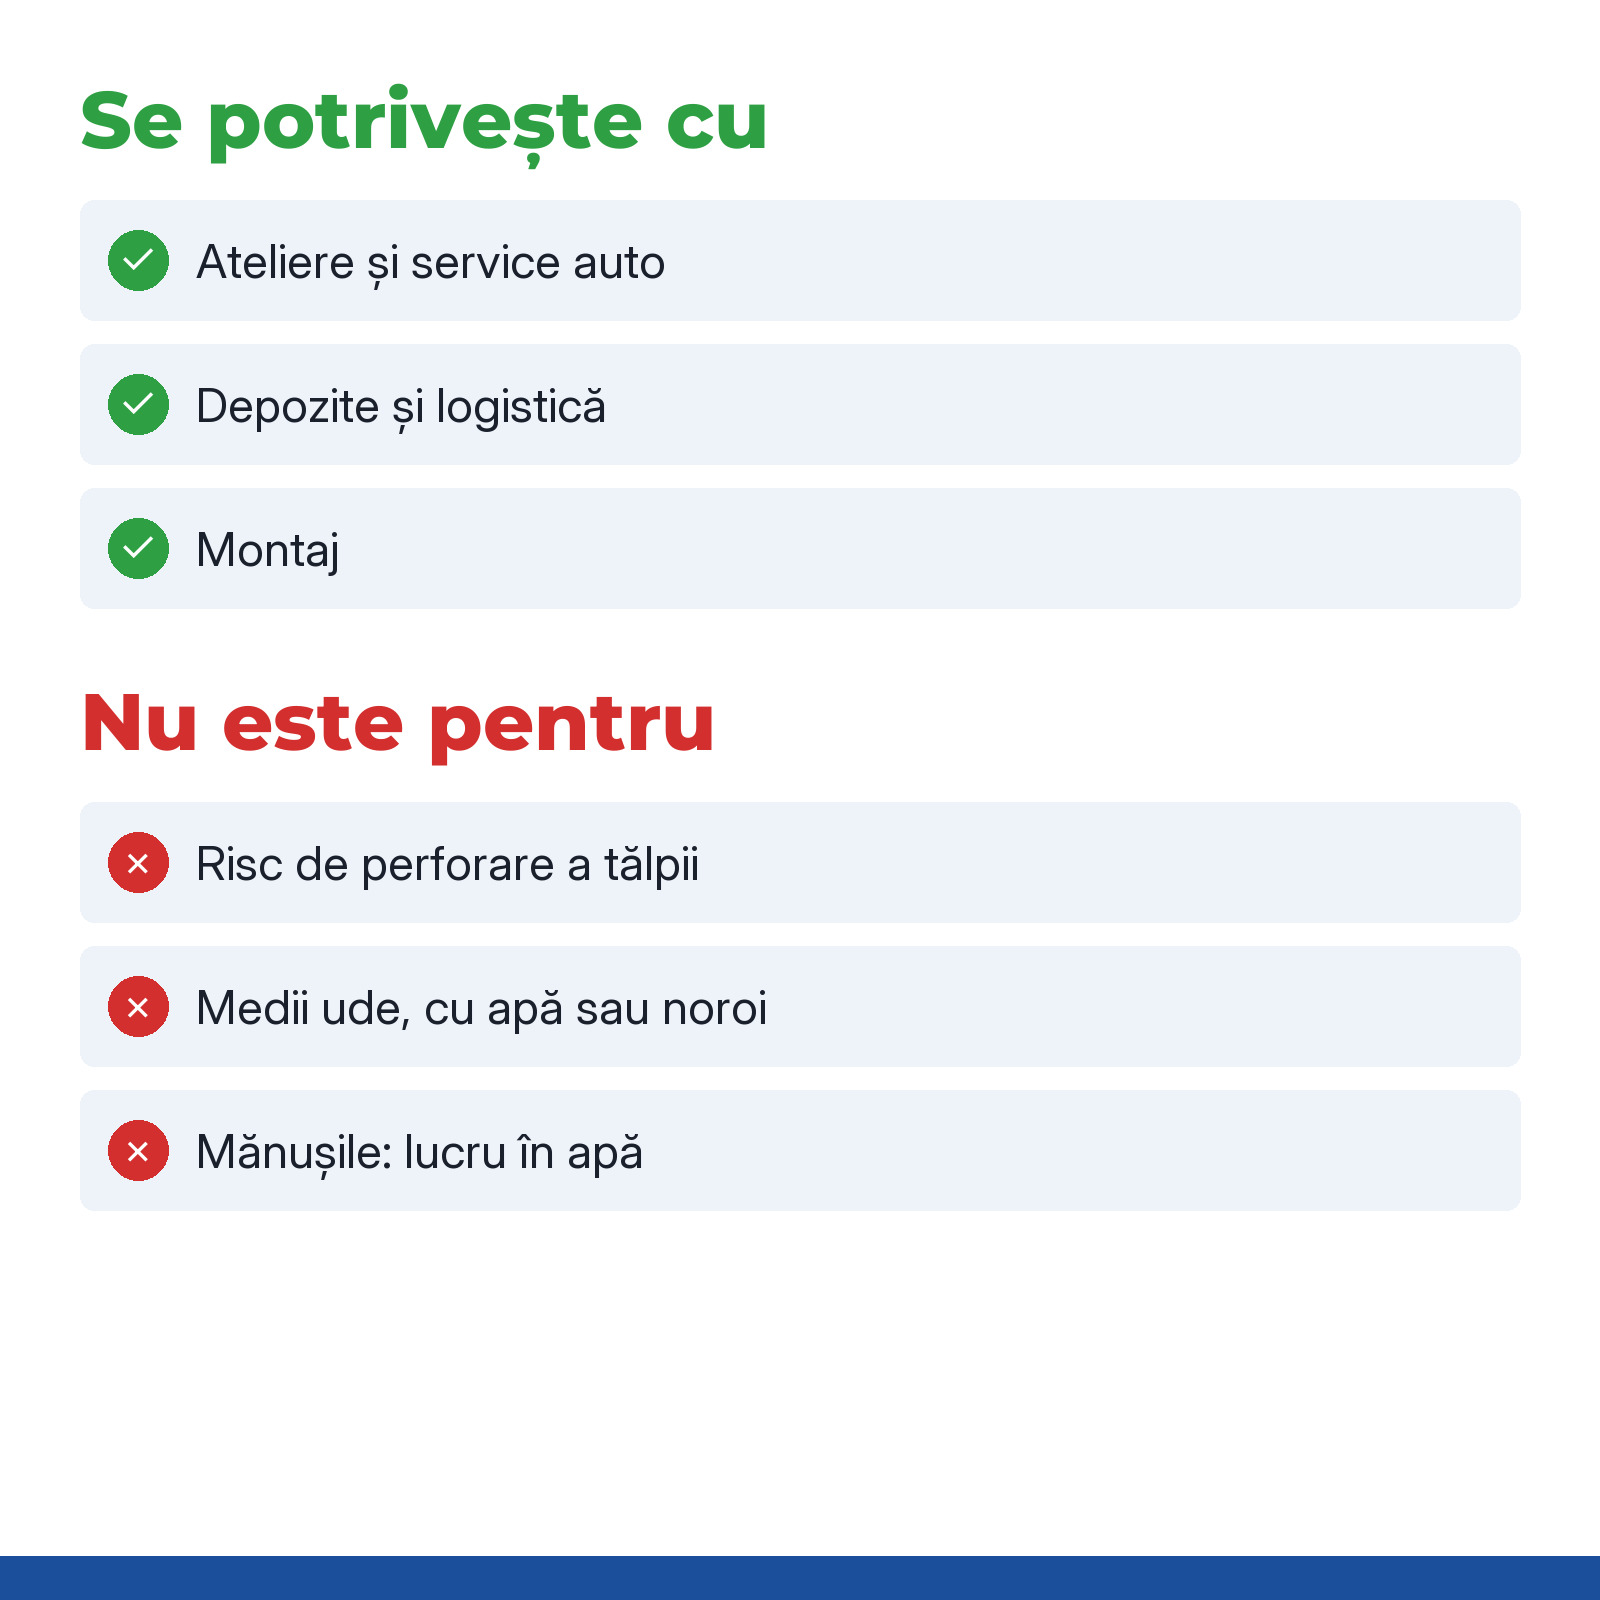 Se potrivește cu
Ateliere și service auto
Depozite și logistică
Montaj
Nu este pentru
Risc de perforare a tălpii
Medii ude, cu apă sau noroi
Mănușile: lucru în apă